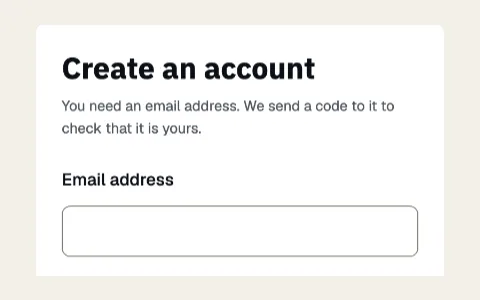 Create an account
You need an email address. We send a code to it to
check that it is yours.
Email address